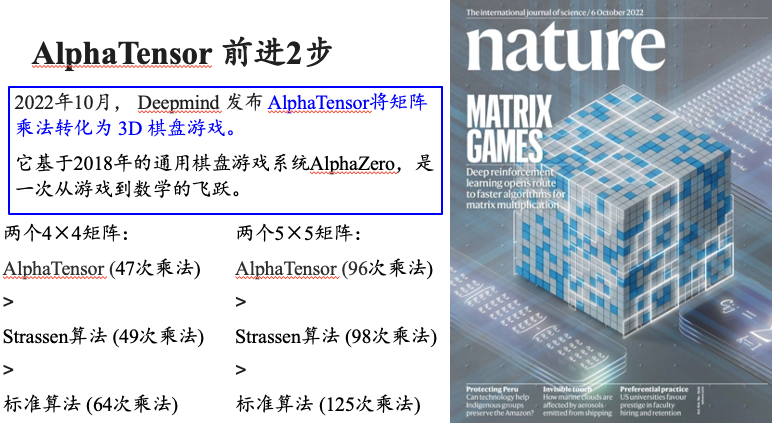 AlphaTensor 前进2步
2022年10月， Deepmind 发布 AlphaTensor将矩阵
乘法转化为 3D 棋盘游戏。
它基于2018年的通用棋盘游戏系统AlphaZero，是
一次从游戏到数学的飞跃。
两个4×4矩阵：
AlphaTensor (47次乘法)
>
Strassen算法 (49次乘法)
>
标准算法 (64次乘法)
两个5×5矩阵：
AlphaTensor (96次乘法)
>
Strassen算法 (98次乘法)
>
标准算法 (125次乘法)
The international journal of science / 6 October 2022
nature
MATRIX
GAMES
Deep reinforcement
learning opens route
to faster algorithms for
matrix multiplication
Protecting Peru
Can technology help
Indigenous groups
preserve the Amazon?
Invisible touch
How marine clouds are
affected by aerosols
emitted from shipping
Preferential practice
US universities favour
prestige in faculty
hiring and retention